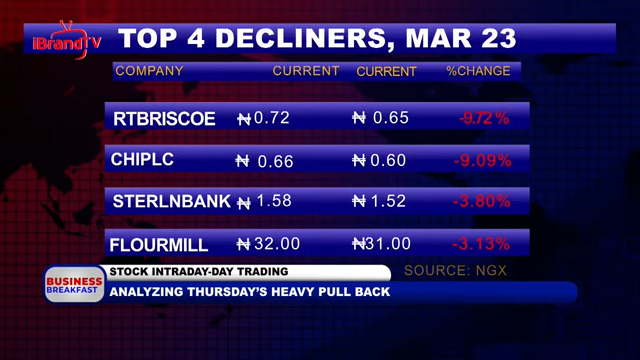 iBrandTV
TOP 4 DECLINERS, MAR 23
COMPANY CURRENT CURRENT %CHANGE
RTBRISCOE ₦0.72 ₦ 0.65 -9.72%
CHIPLC ₦ 0.66 ₦ 0.60 -9.09%
STERLNBANK ₦ 1.58 ₦ 1.52 -3.80%
FLOURMILL ₦ 32.00 ₦31.00 -3.13%
SOURCE: NGX
BUSINESS
BREAKFAST
STOCK INTRADAY-DAY TRADING
ANALYZING THURSDAY'S HEAVY PULL BACK